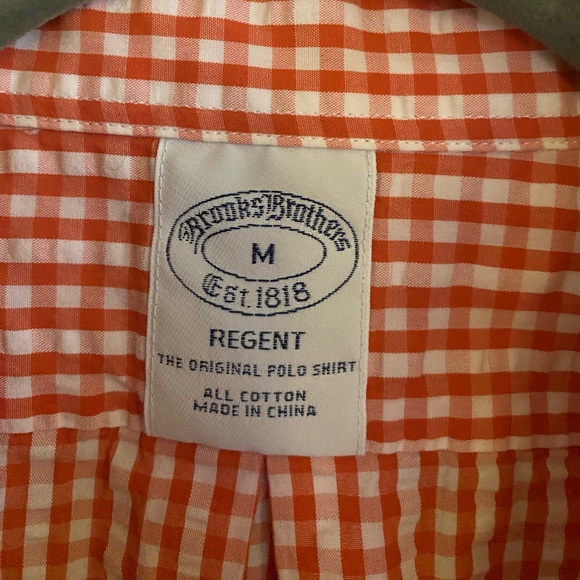 Brooks Brothers
M
Est. 1818
REGENT
THE ORIGINAL POLO SHIRT
ALL COTTON
MADE IN CHINA